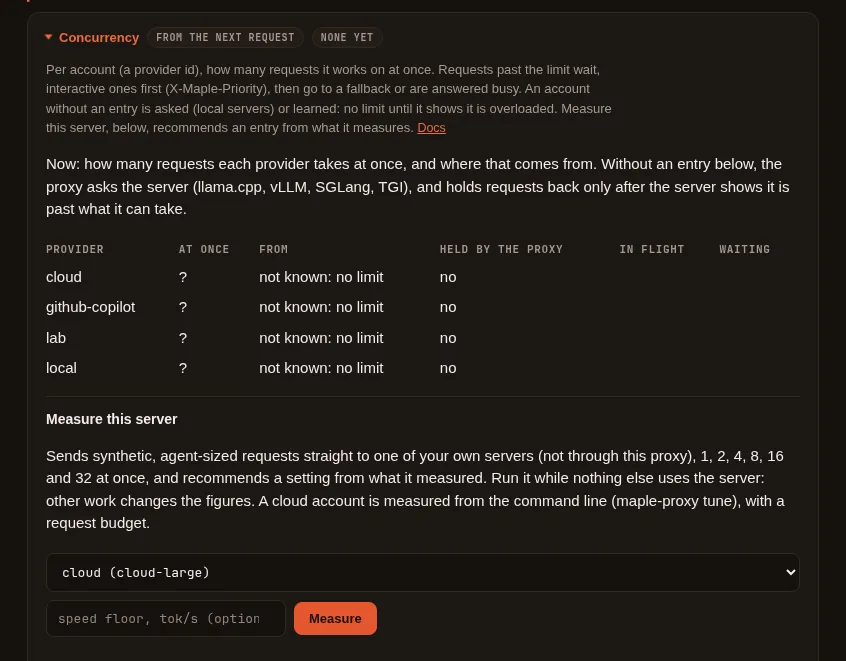 Concurrency FROM THE NEXT REQUEST NONE YET
Per account (a provider id), how many requests it works on at once. Requests past the limit wait,
interactive ones first (X-Maple-Priority), then go to a fallback or are answered busy. An account
without an entry is asked (local servers) or learned: no limit until it shows it is overloaded. Measure
this server, below, recommends an entry from what it measures. Docs
Now: how many requests each provider takes at once, and where that comes from. Without an entry below, the
proxy asks the server (llama.cpp, vLLM, SGLang, TGI), and holds requests back only after the server shows it is
past what it can take.
PROVIDER AT ONCE FROM HELD BY THE PROXY IN FLIGHT WAITING
cloud ? not known: no limit no
github-copilot ? not known: no limit no
lab ? not known: no limit no
local ? not known: no limit no
Measure this server
Sends synthetic, agent-sized requests straight to one of your own servers (not through this proxy), 1, 2, 4, 8, 16
and 32 at once, and recommends a setting from what it measured. Run it while nothing else uses the server:
other work changes the figures. A cloud account is measured from the command line (maple-proxy tune), with a
request budget.
cloud (cloud-large)
speed floor, tok/s (option Measure